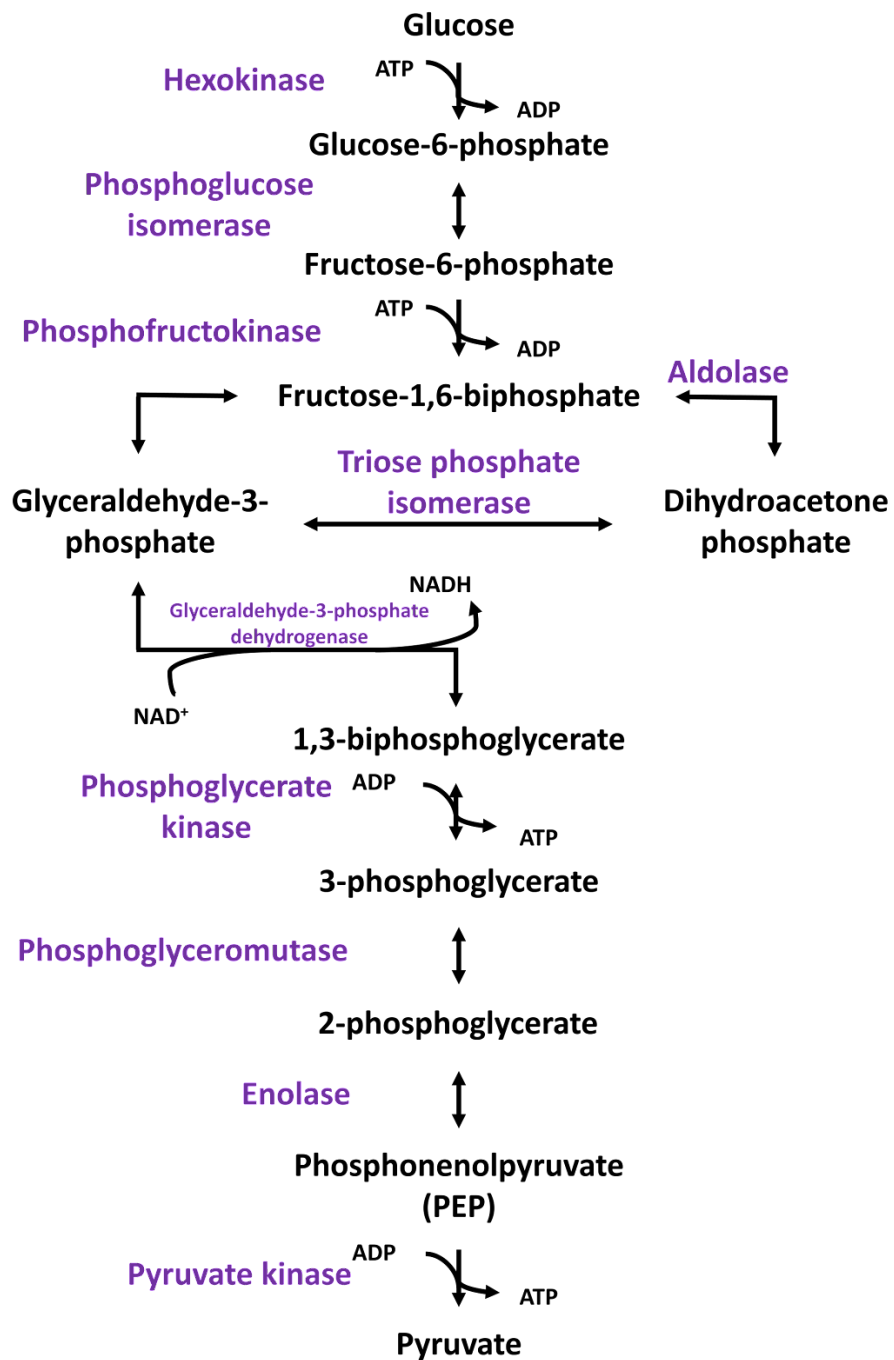 Glucose
ATP
Hexokinase
ADP
Glucose-6-phosphate
Phosphoglucose
isomerase
Fructose-6-phosphate
ATP
Phosphofructokinase
ADP
Aldolase
Fructose-1,6-biphosphate
Triose phosphate
isomerase
Glyceraldehyde-3-
phosphate
Dihydroacetone
phosphate
NADH
Glyceraldehyde-3-phosphate
dehydrogenase
NAD⁺
1,3-biphosphoglycerate
Phosphoglycerate
kinase
ADP
ATP
3-phosphoglycerate
Phosphoglyceromutase
2-phosphoglycerate
Enolase
Phosphonenolpyruvate
(PEP)
ADP
Pyruvate kinase
ATP
Pyruvate